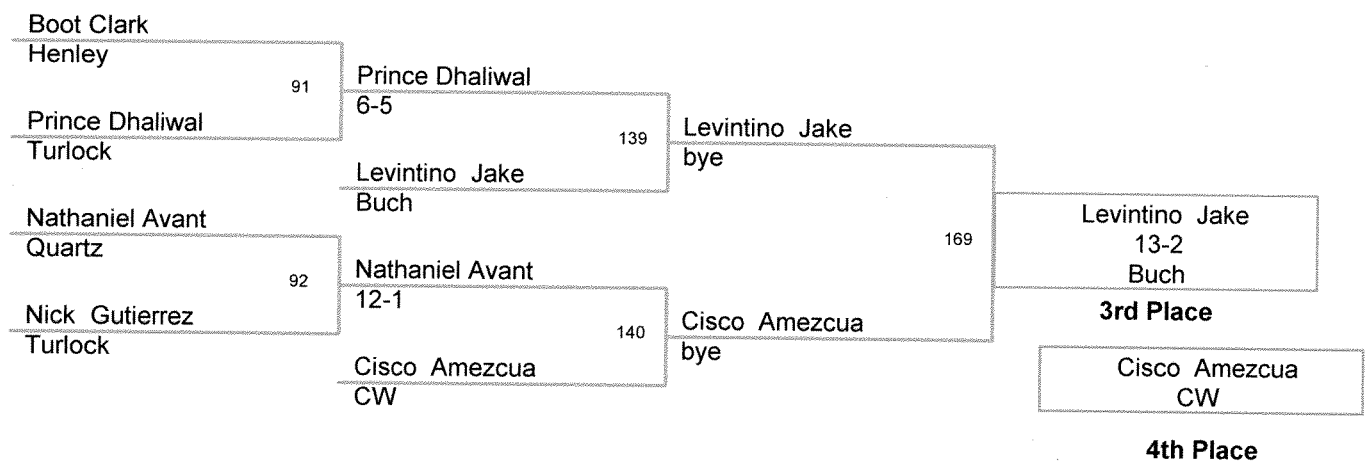 Boot Clark
Henley
91
Prince Dhaliwal
6-5
Prince Dhaliwal
Turlock
139
Levintino Jake
bye
Levintino Jake
Buch
Nathaniel Avant
Quartz
92
Nathaniel Avant
12-1
Nick Gutierrez
Turlock
140
Cisco Amezcua
bye
Cisco Amezcua
CW
169
Levintino Jake
13-2
Buch
3rd Place
Cisco Amezcua
CW
4th Place